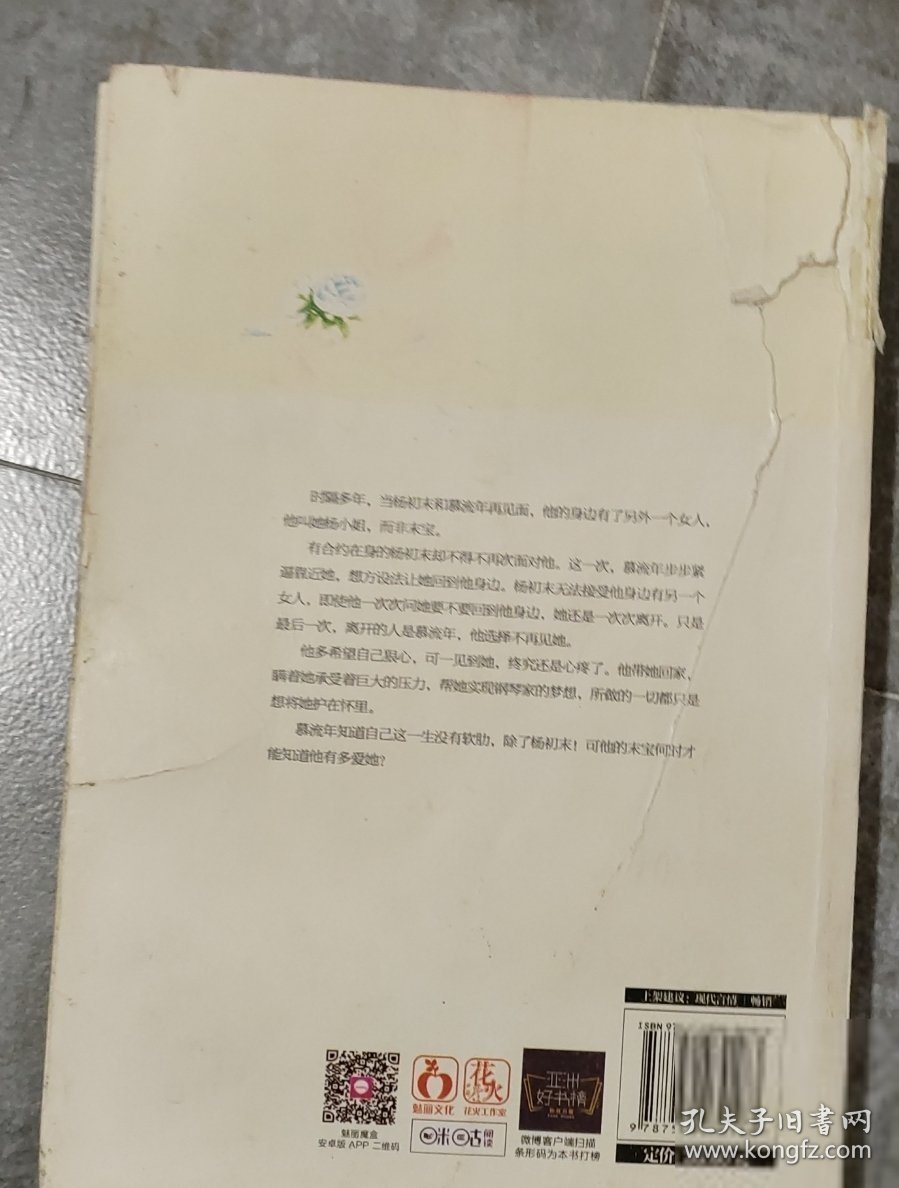 时隔多年，当杨初末和慕流年再见面，他的身边有了另外一个女人，
他叫她杨小姐，而非末宝。
有合约在身的杨初末却不得不再次面对他。这一次，慕流年步步紧
逼靠近她，想方设法让她回到他身边。杨初末无法接受他身边有另一个
女人，即使他一次次问她要不要回到他身边，她还是一次次离开。只是
最后一次，离开的人是慕流年，他选择不再见她。
他多希望自己狠心，可一见到她，终究还是心疼了。他带她回家，
瞒着她承受着巨大的压力，帮她实现钢琴家的梦想，所做的一切都只是
想将她护在怀里。
慕流年知道自己这一生没有软肋，除了杨初末！可他的末宝何时才
能知道他有多爱她？
上架建议：现代言情 | 畅销
ISBN 97
9 787
定价
魅丽魔盒
安卓版 APP 二维码
魅丽文化
花火
花火工作室
咪咕阅读
亚洲好书榜
微博客户端扫描
条形码为本书打榜
孔夫子旧书网
www.kongfz.com